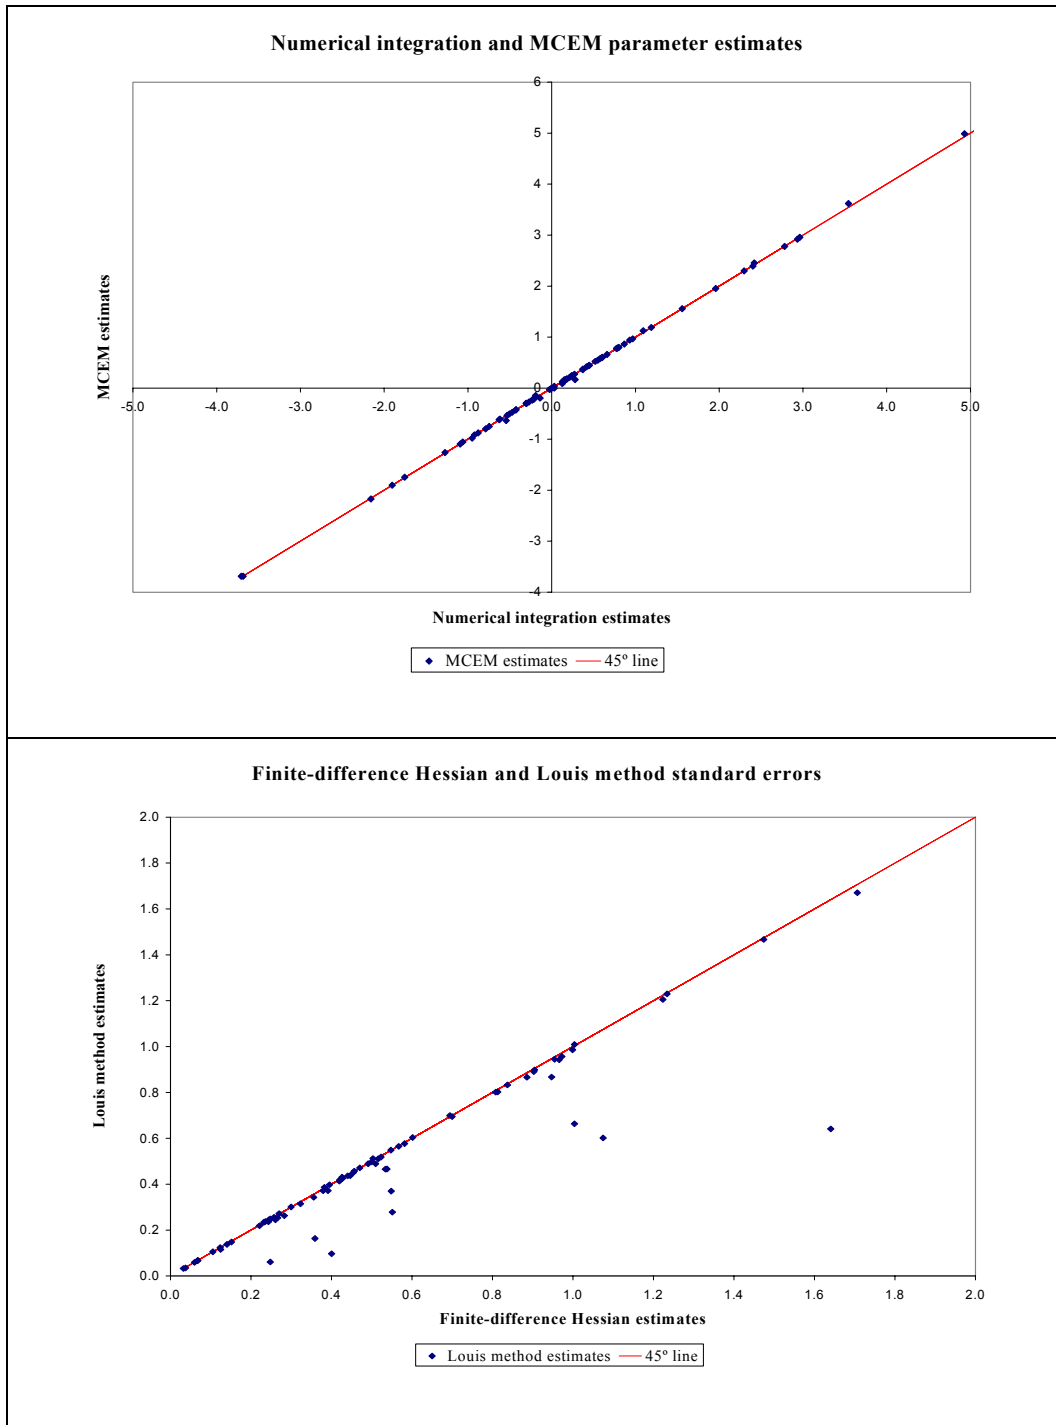 Numerical integration and MCEM parameter estimates
6
5
4
3
2
1
0
-1
-2
-3
-4
-5.0 -4.0 -3.0 -2.0 -1.0 0.0 1.0 2.0 3.0 4.0 5.0
MCEM estimates
Numerical integration estimates
MCEM estimates 45º line
Finite-difference Hessian and Louis method standard errors
2.0
1.8
1.6
1.4
1.2
1.0
0.8
0.6
0.4
0.2
0.0
0.0 0.2 0.4 0.6 0.8 1.0 1.2 1.4 1.6 1.8 2.0
Louis method estimates
Finite-difference Hessian estimates
Louis method estimates 45º line